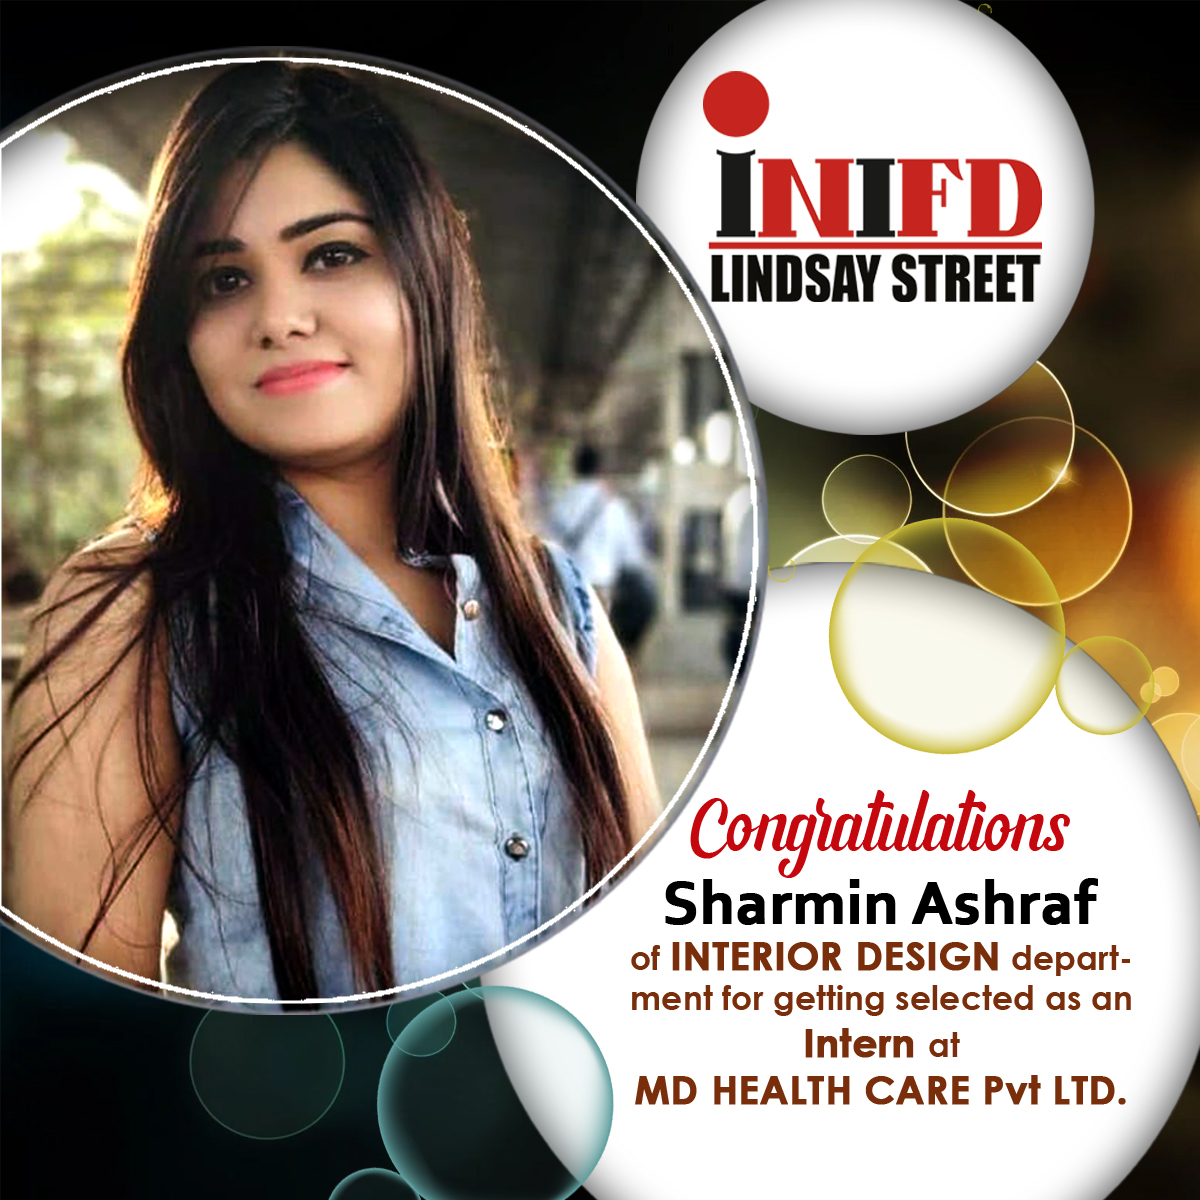 INIFD
LINDSAY STREET
Congratulations
Sharmin Ashraf
of INTERIOR DESIGN depart-
ment for getting selected as an
Intern at
MD HEALTH CARE Pvt LTD.